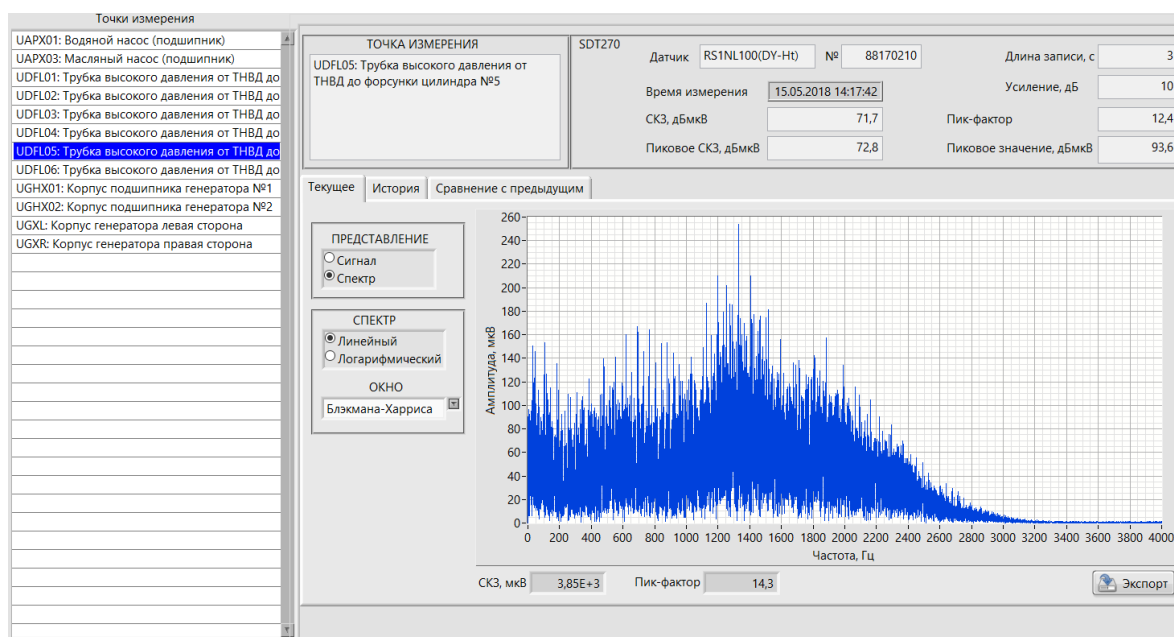 Точки измерения
UAPX01: Водяной насос (подшипник)
UAPX03: Масляный насос (подшипник)
UDFL01: Трубка высокого давления от ТНВД до
UDFL02: Трубка высокого давления от ТНВД до
UDFL03: Трубка высокого давления от ТНВД до
UDFL04: Трубка высокого давления от ТНВД до
UDFL05: Трубка высокого давления от ТНВД до
UDFL06: Трубка высокого давления от ТНВД до
UGHX01: Корпус подшипника генератора №1
UGHX02: Корпус подшипника генератора №2
UGXL: Корпус генератора левая сторона
UGXR: Корпус генератора правая сторона
ТОЧКА ИЗМЕРЕНИЯ
UDFL05: Трубка высокого давления от
ТНВД до форсунки цилиндра №5
SDT270
Датчик RS1NL100(DY-Ht) № 88170210 Длина записи, с 3
Время измерения 15.05.2018 14:17:42 Усиление, дБ 10
СКЗ, дБмкВ 71,7 Пик-фактор 12,4
Пиковое СКЗ, дБмкВ 72,8 Пиковое значение, дБмкВ 93,6
Текущее История Сравнение с предыдущим
ПРЕДСТАВЛЕНИЕ
Сигнал
Спектр
СПЕКТР
Линейный
Логарифмический
ОКНО
Блэкмана-Харриса
Амплитуда, мкВ
260
240
220
200
180
160
140
120
100
80
60
40
20
0
0 200 400 600 800 1000 1200 1400 1600 1800 2000 2200 2400 2600 2800 3000 3200 3400 3600 3800 4000
Частота, Гц
СКЗ, мкВ 3,85E+3 Пик-фактор 14,3
Экспорт